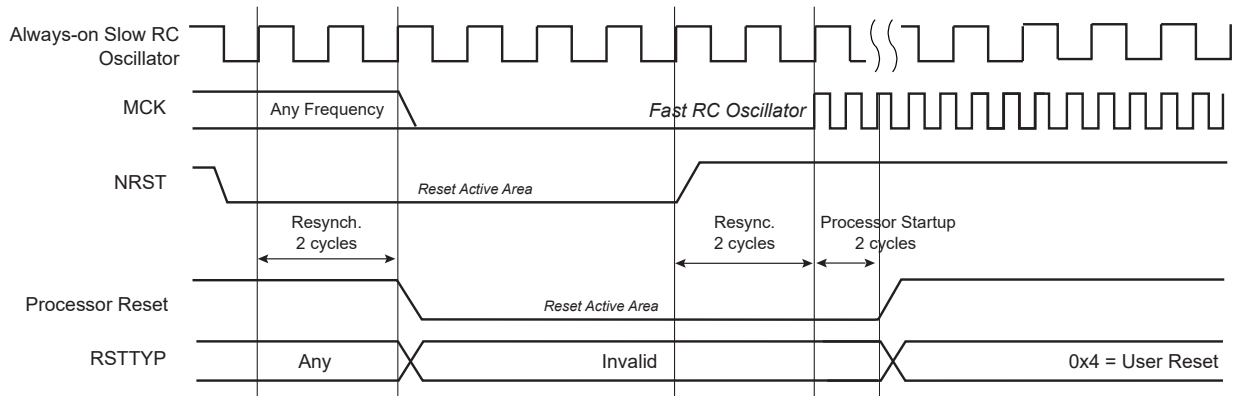 Always-on Slow RC
Oscillator
MCK
Any Frequency
Fast RC Oscillator
NRST
Reset Active Area
Resynch.
2 cycles
Resync.
2 cycles
Processor Startup
2 cycles
Processor Reset
Reset Active Area
RSTTYP
Any
Invalid
0x4 = User Reset